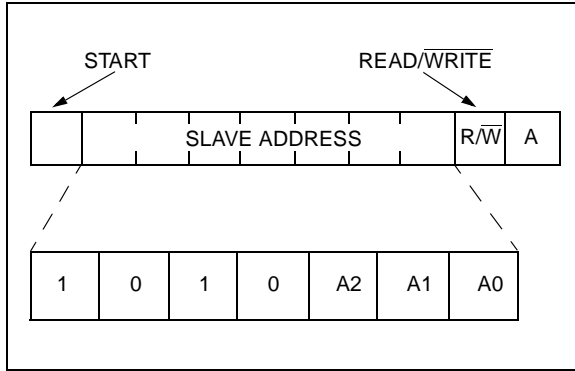 START READ/WRITE
SLAVE ADDRESS R/W A
1 0 1 0 A2 A1 A0